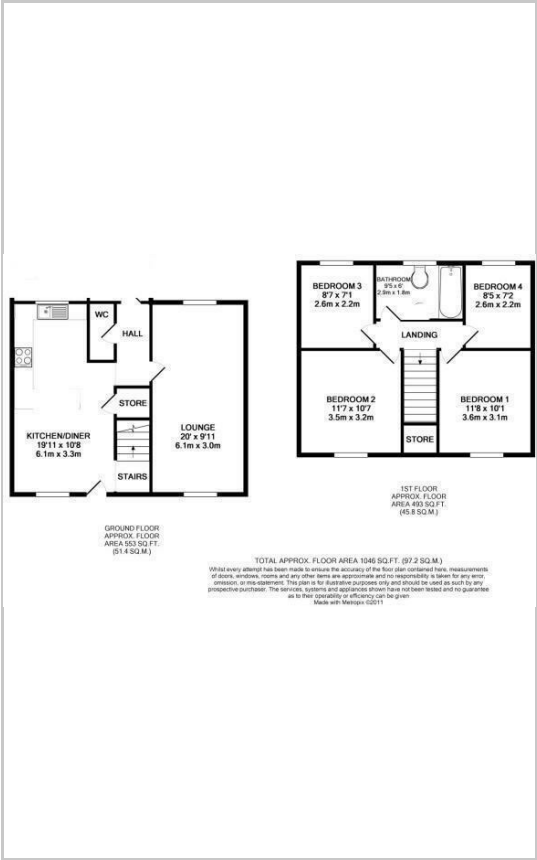 WC
HALL
STORE
KITCHEN/DINER
19'11 x 10'8
6.1m x 3.3m
LOUNGE
20' x 9'11
6.1m x 3.0m
STAIRS
GROUND FLOOR
APPROX. FLOOR
AREA 553 SQ.FT.
(51.4 SQ.M.)
BEDROOM 3
8'7 x 7'1
2.6m x 2.2m
BATHROOM
9'5 x 6'
2.9m x 1.8m
BEDROOM 4
8'5 x 7'2
2.6m x 2.2m
LANDING
BEDROOM 2
11'7 x 10'7
3.5m x 3.2m
BEDROOM 1
11'8 x 10'1
3.6m x 3.1m
STORE
1ST FLOOR
APPROX. FLOOR
AREA 493 SQ.FT.
(45.8 SQ.M.)
TOTAL APPROX. FLOOR AREA 1046 SQ.FT. (97.2 SQ.M.)
Whilst every attempt has been made to ensure the accuracy of the floor plan contained here, measurements
of doors, windows, rooms and any other items are approximate and no responsibility is taken for any error,
omission, or mis-statement. This plan is for illustrative purposes only and should be used as such by any
prospective purchaser. The services, systems and appliances shown have not been tested and no guarantee
as to their operability or efficiency can be given
Made with Metropix ©2011